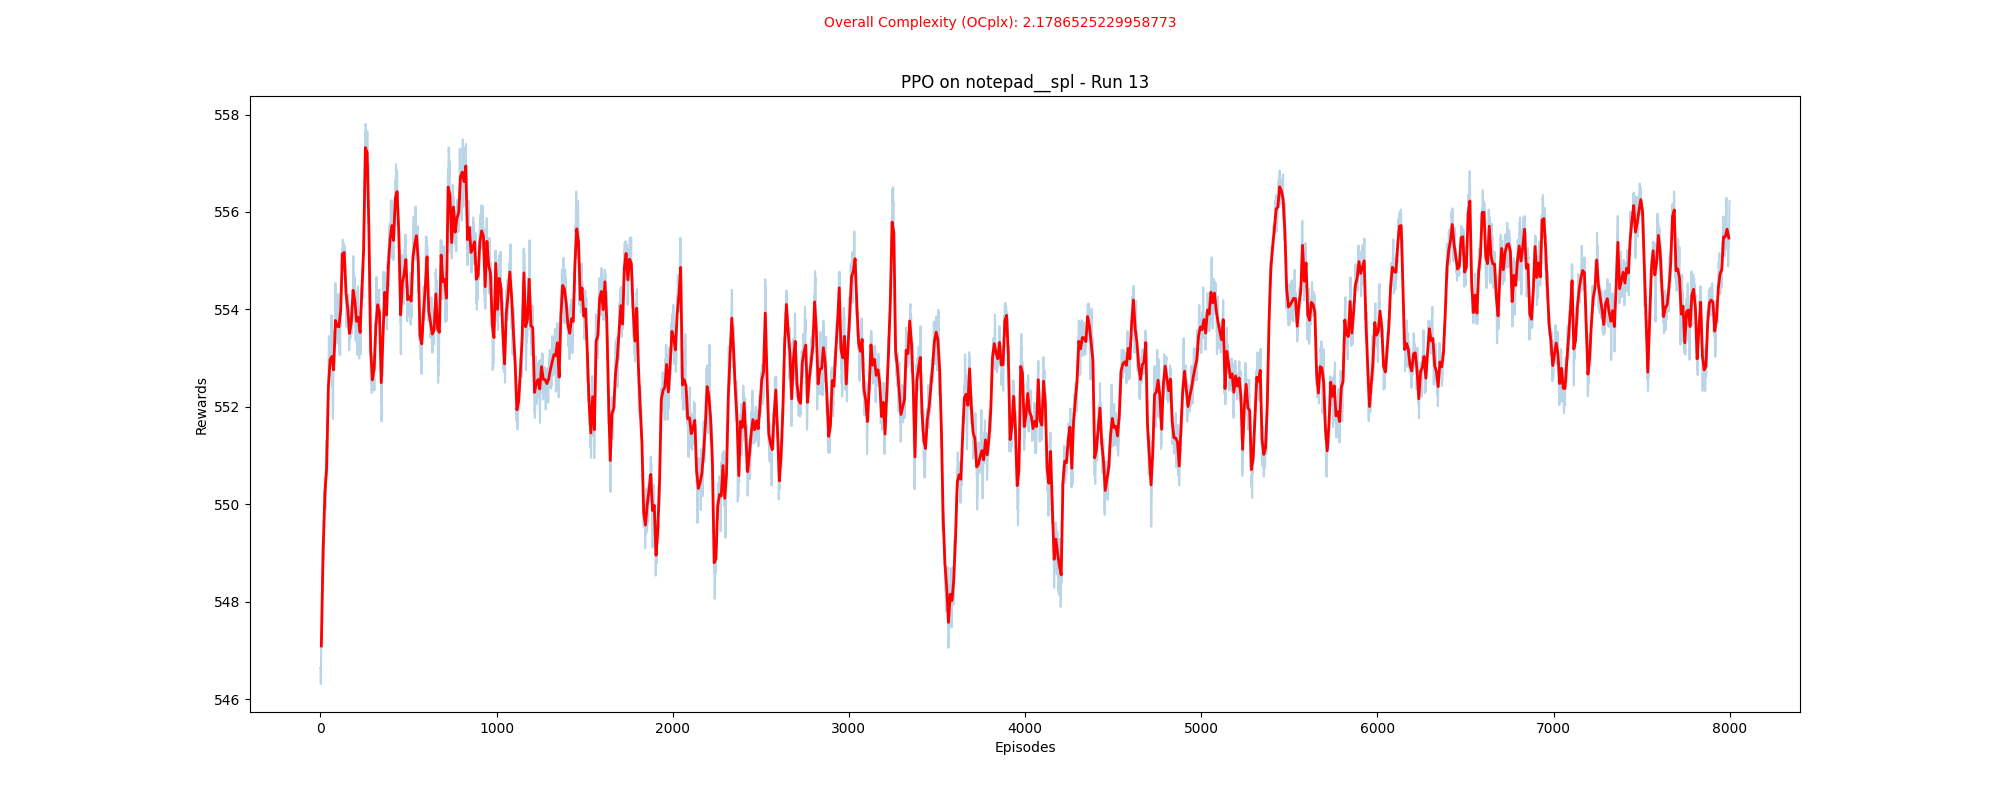 Overall Complexity (OCplx): 2.1786525229958773
PPO on notepad__spl - Run 13
558
556
554
552
550
548
546
Rewards
0 1000 2000 3000 4000 5000 6000 7000 8000
Episodes